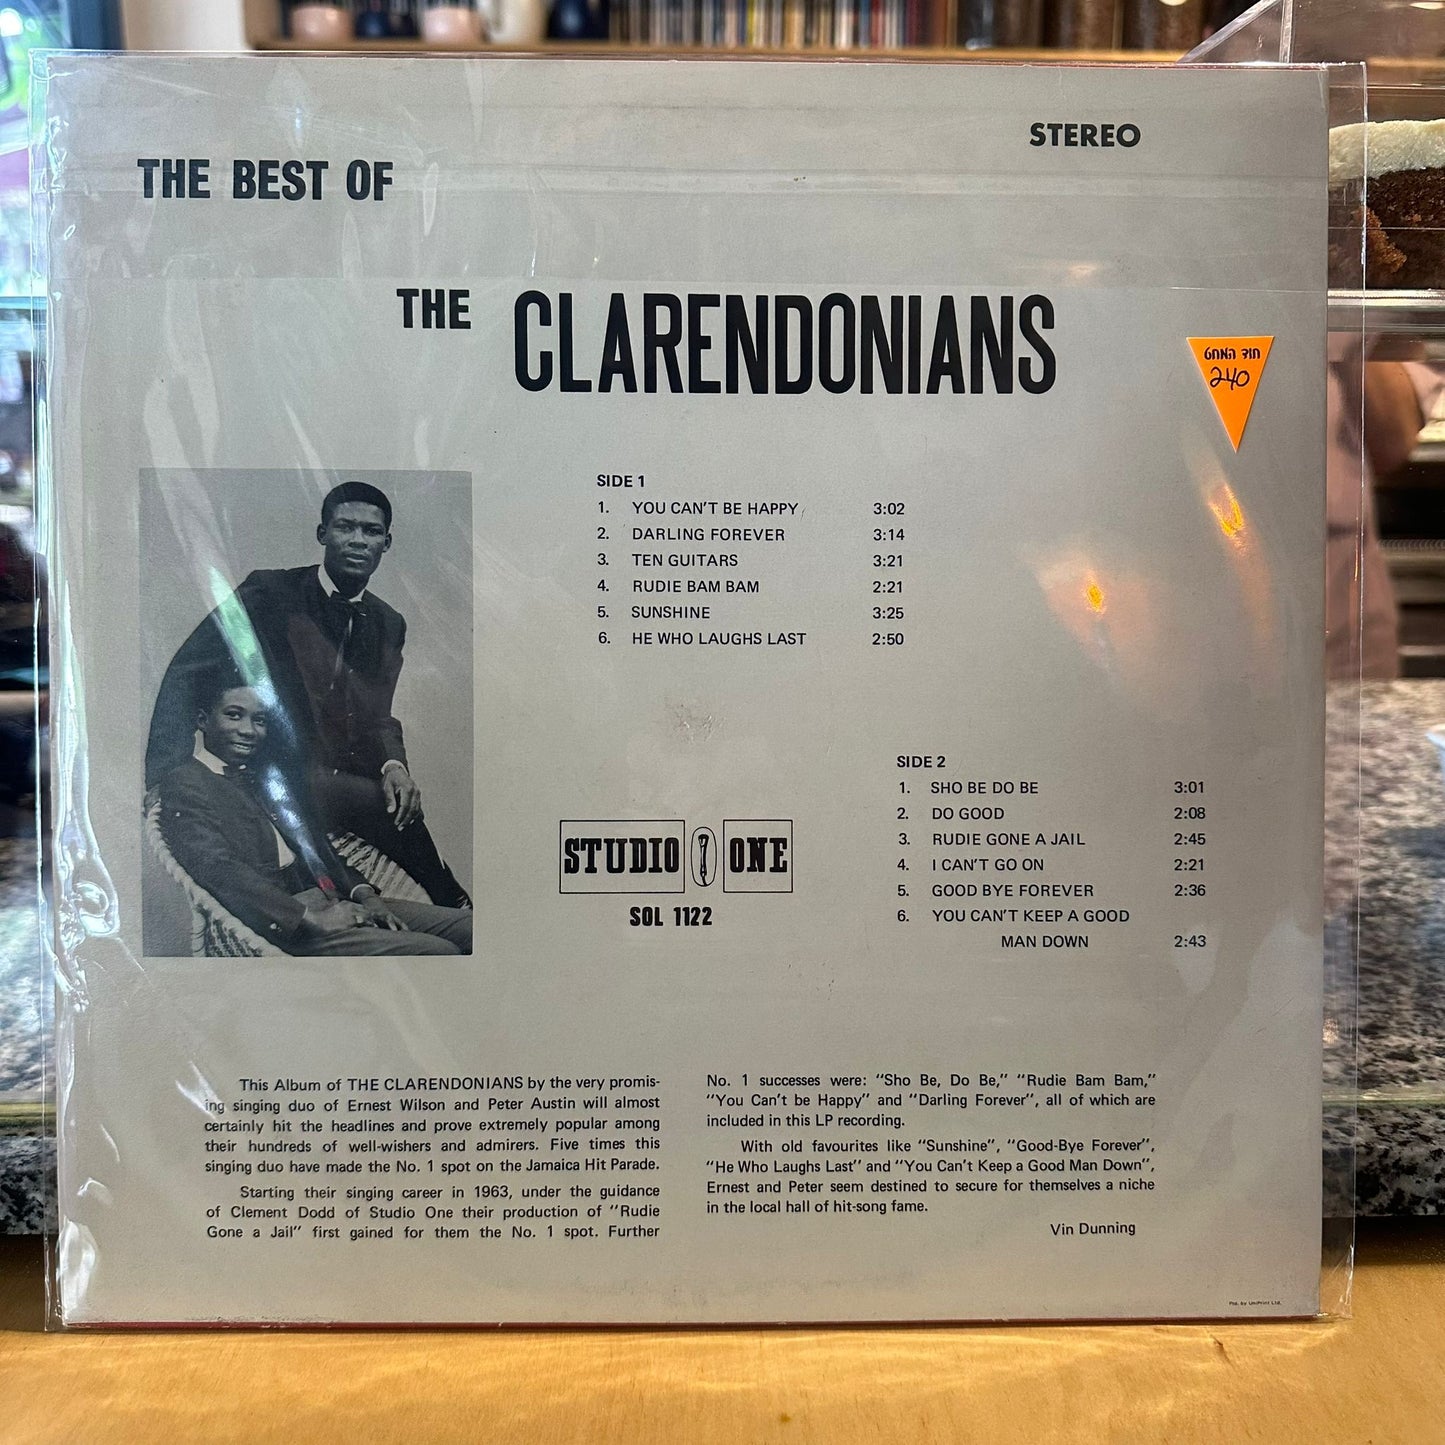 STEREO
THE BEST OF
THE CLARENDONIANS
חוד המחט
240
SIDE 1
1. YOU CAN'T BE HAPPY 3:02
2. DARLING FOREVER 3:14
3. TEN GUITARS 3:21
4. RUDIE BAM BAM 2:21
5. SUNSHINE 3:25
6. HE WHO LAUGHS LAST 2:50
SIDE 2
1. SHO BE DO BE 3:01
2. DO GOOD 2:08
3. RUDIE GONE A JAIL 2:45
4. I CAN'T GO ON 2:21
5. GOOD BYE FOREVER 2:36
6. YOU CAN'T KEEP A GOOD
MAN DOWN 2:43
STUDIO ONE
SOL 1122
This Album of THE CLARENDONIANS by the very promis-
ing singing duo of Ernest Wilson and Peter Austin will almost
certainly hit the headlines and prove extremely popular among
their hundreds of well-wishers and admirers. Five times this
singing duo have made the No. 1 spot on the Jamaica Hit Parade.
Starting their singing career in 1963, under the guidance
of Clement Dodd of Studio One their production of "Rudie
Gone a Jail" first gained for them the No. 1 spot. Further
No. 1 successes were: "Sho Be, Do Be," "Rudie Bam Bam,"
"You Can't be Happy" and "Darling Forever", all of which are
included in this LP recording.
With old favourites like "Sunshine", "Good-Bye Forever",
"He Who Laughs Last" and "You Can't Keep a Good Man Down",
Ernest and Peter seem destined to secure for themselves a niche
in the local hall of hit-song fame.
Vin Dunning
Ptd. by UniPrint Ltd.